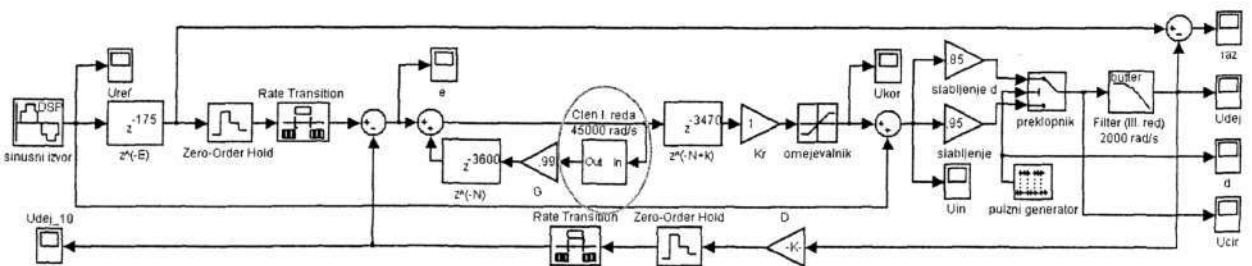 DSP
sinusni izvor
Uref
z-175
z^(-E)
Zero-Order Hold
Rate Transition
e
z-3600
z^(-N)
.99
G
Člen I. reda
45000 rad/s
Out In
z-3470
z^(-N+k)
1
Kr
omejevalnik
Ukor
.85
slabljenje d
.95
slabljenje
Uin
preklopnik
pulzni generator
butter
Filter (III. red)
2000 rad/s
raz
Udej
d
Ucir
Udej_10
Rate Transition
Zero-Order Hold
D
-K-